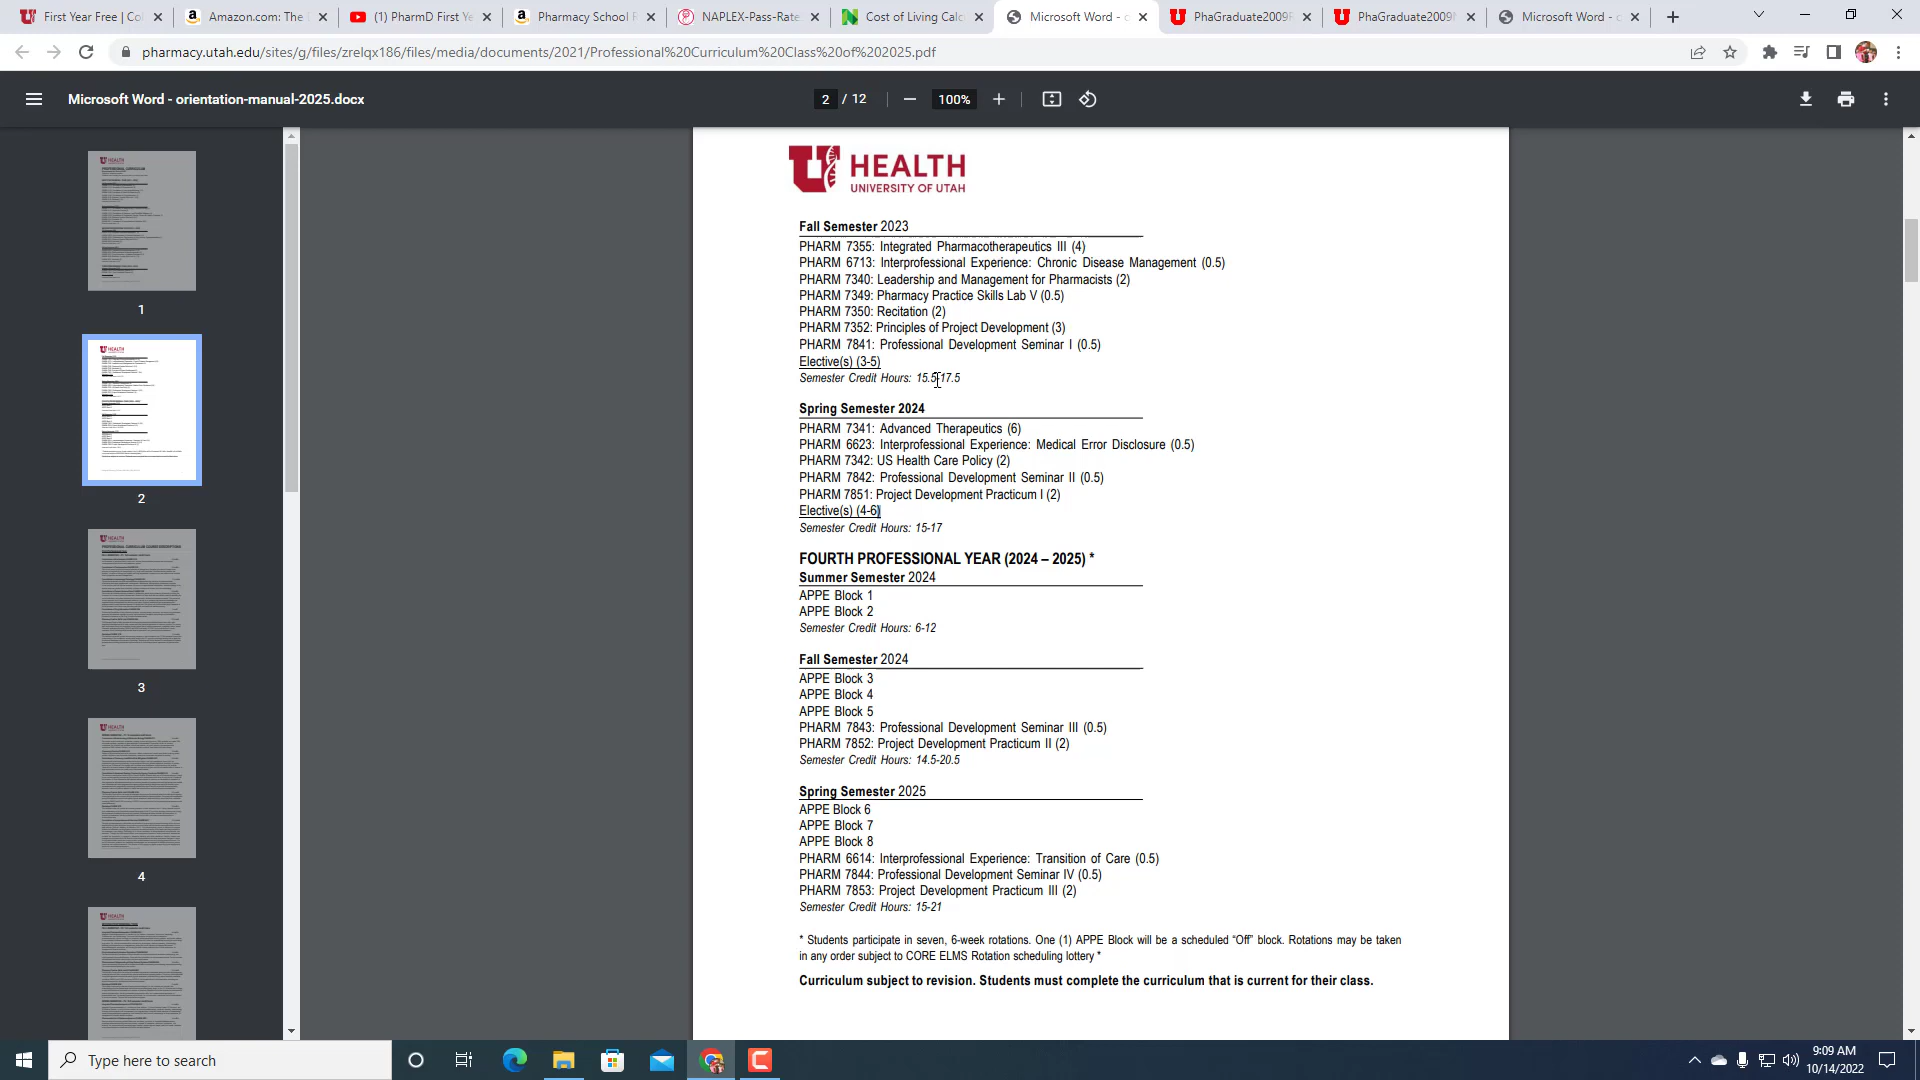 First Year Free | Co
Amazon.com: The
(1) PharmD First Ye
Pharmacy School
NAPLEX-Pass-Rate
Cost of Living Calc
Microsoft Word -
PhaGraduate2009
PhaGraduate2009
Microsoft Word -
pharmacy.utah.edu/sites/g/files/zrelqx186/files/media/documents/2021/Professional%20Curriculum%20Class%20of%202025.pdf
Microsoft Word - orientation-manual-2025.docx
2 / 12
100%
HEALTH
UNIVERSITY OF UTAH
Fall Semester 2023
PHARM 7355: Integrated Pharmacotherapeutics III (4)
PHARM 6713: Interprofessional Experience: Chronic Disease Management (0.5)
PHARM 7340: Leadership and Management for Pharmacists (2)
PHARM 7349: Pharmacy Practice Skills Lab V (0.5)
PHARM 7350: Recitation (2)
PHARM 7352: Principles of Project Development (3)
PHARM 7841: Professional Development Seminar I (0.5)
Elective(s) (3-5)
Semester Credit Hours: 15.5-17.5
Spring Semester 2024
PHARM 7341: Advanced Therapeutics (6)
PHARM 6623: Interprofessional Experience: Medical Error Disclosure (0.5)
PHARM 7342: US Health Care Policy (2)
PHARM 7842: Professional Development Seminar II (0.5)
PHARM 7851: Project Development Practicum I (2)
Elective(s) (4-6)
Semester Credit Hours: 15-17
FOURTH PROFESSIONAL YEAR (2024 – 2025) *
Summer Semester 2024
APPE Block 1
APPE Block 2
Semester Credit Hours: 6-12
Fall Semester 2024
APPE Block 3
APPE Block 4
APPE Block 5
PHARM 7843: Professional Development Seminar III (0.5)
PHARM 7852: Project Development Practicum II (2)
Semester Credit Hours: 14.5-20.5
Spring Semester 2025
APPE Block 6
APPE Block 7
APPE Block 8
PHARM 6614: Interprofessional Experience: Transition of Care (0.5)
PHARM 7844: Professional Development Seminar IV (0.5)
PHARM 7853: Project Development Practicum III (2)
Semester Credit Hours: 15-21
* Students participate in seven, 6-week rotations. One (1) APPE Block will be a scheduled “Off” block. Rotations may be taken
in any order subject to CORE ELMS Rotation scheduling lottery *
Curriculum subject to revision. Students must complete the curriculum that is current for their class.
1
2
3
4
Type here to search
9:09 AM
10/14/2022